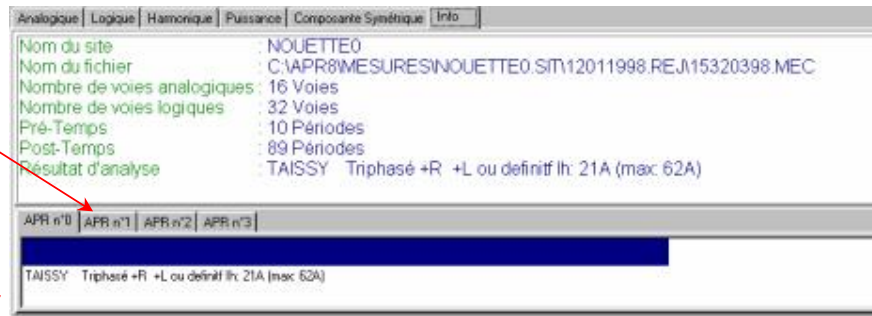 Analogique Logique Harmonique Puissance Composante Symétrique Info
Nom du site : NOUETTE0
Nom du fichier : C:\APR8\MESURES\NOUETTE0.SIT\12011998.REJ\15320398.MEC
Nombre de voies analogiques : 16 Voies
Nombre de voies logiques : 32 Voies
Pré-Temps : 10 Périodes
Post-Temps : 89 Périodes
Résultat d'analyse : TAISSY Triphasé +R +L ou definitf Ih: 21A (max: 62A)
APR n°0 APR n°1 APR n°2 APR n°3
TAISSY Triphasé +R +L ou definitf Ih: 21A (max: 62A)